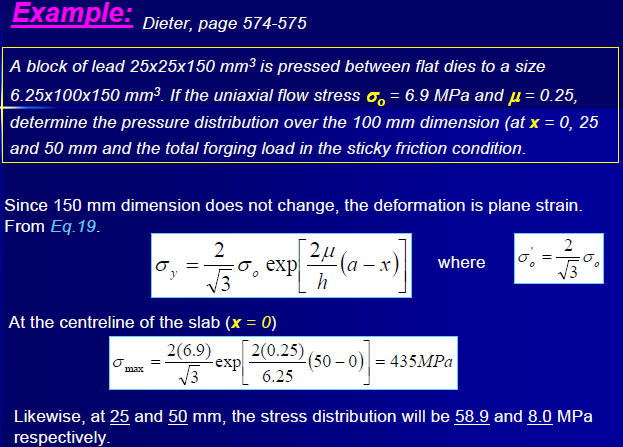 Example: Dieter, page 574-575
A block of lead 25x25x150 mm³ is pressed between flat dies to a size
6.25x100x150 mm³. If the uniaxial flow stress σₒ = 6.9 MPa and μ = 0.25,
determine the pressure distribution over the 100 mm dimension (at x = 0, 25
and 50 mm and the total forging load in the sticky friction condition.
Since 150 mm dimension does not change, the deformation is plane strain.
From Eq.19.
σ_y = 2/√3 σₒ exp[2μ/h (a − x)] where σ'ₒ = 2/√3 σₒ
At the centreline of the slab (x = 0)
σ_max = 2(6.9)/√3 exp[2(0.25)/6.25 (50 − 0)] = 435MPa
Likewise, at 25 and 50 mm, the stress distribution will be 58.9 and 8.0 MPa
respectively.